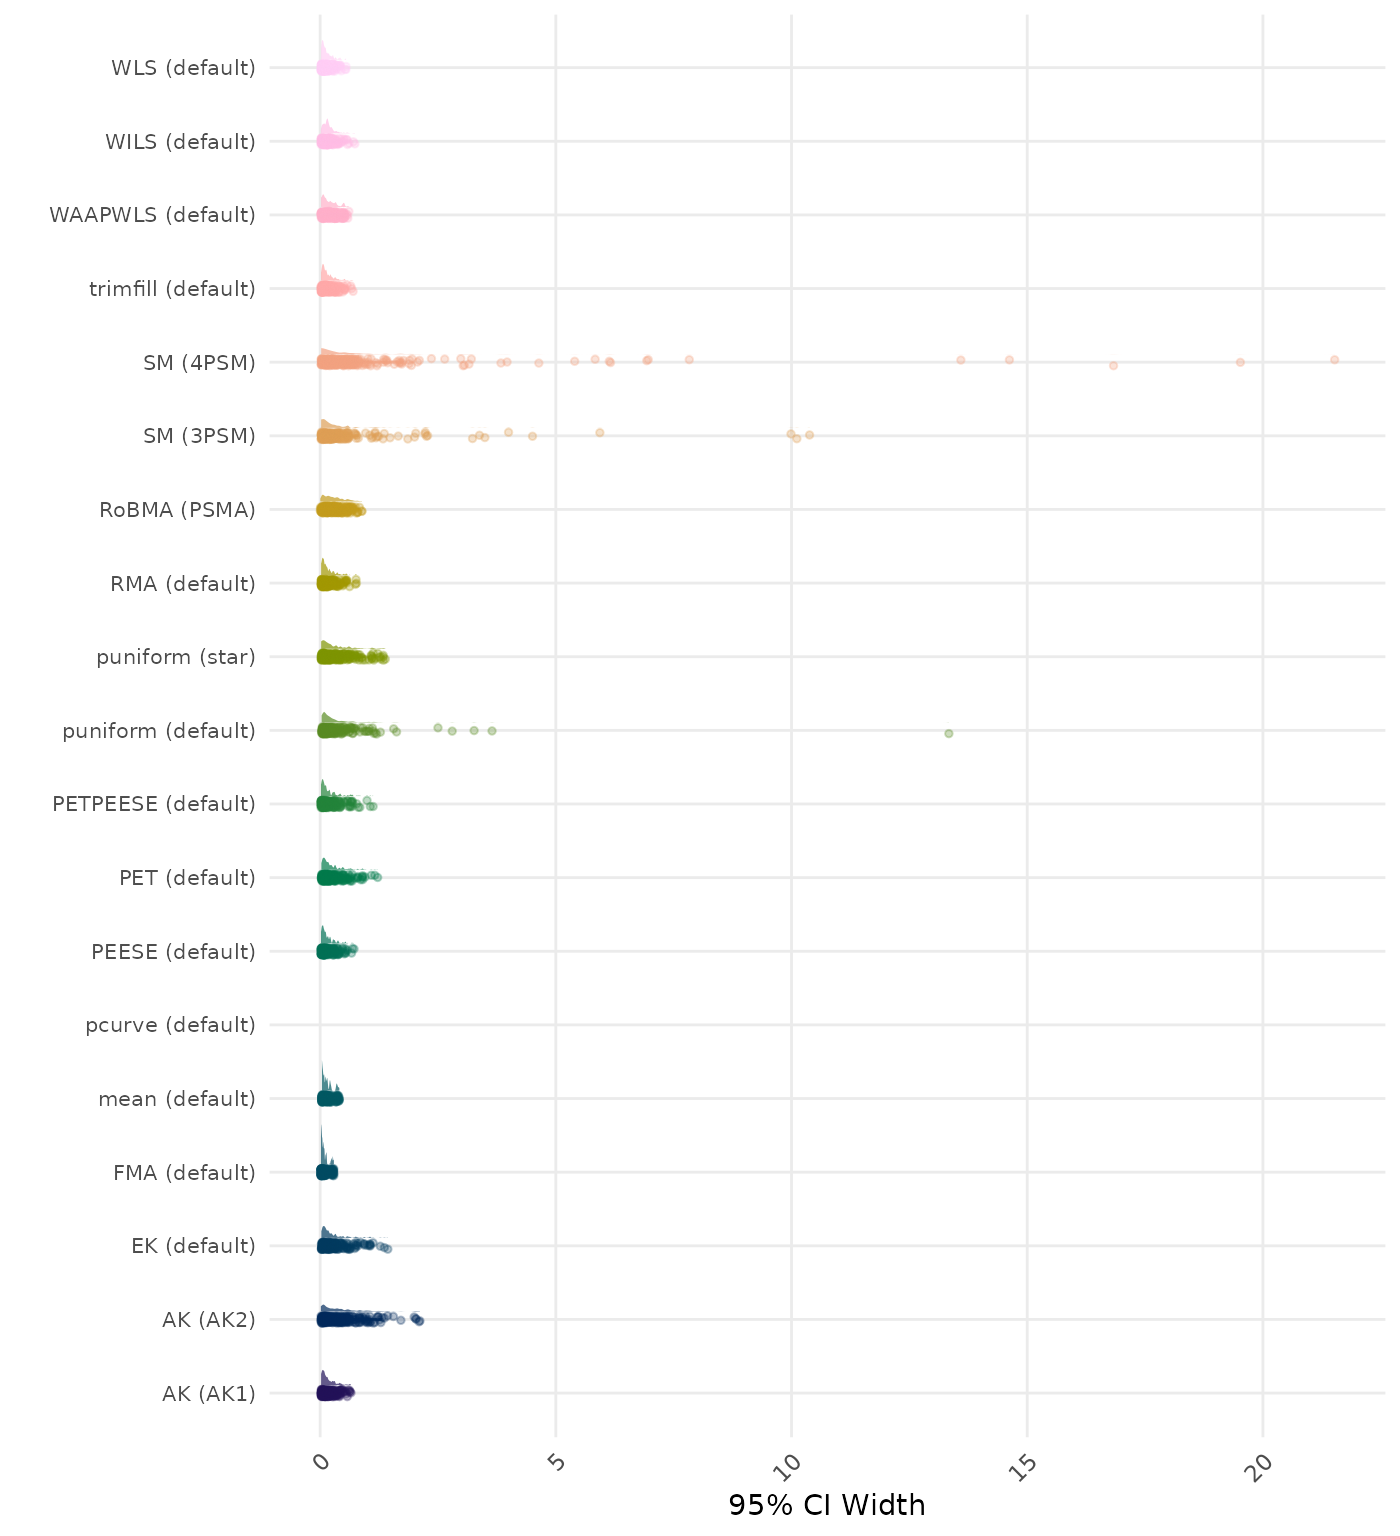 WLS (default)
WILS (default)
WAAPWLS (default)
trimfill (default)
SM (4PSM)
SM (3PSM)
RoBMA (PSMA)
RMA (default)
puniform (star)
puniform (default)
PETPEESE (default)
PET (default)
PEESE (default)
pcurve (default)
mean (default)
FMA (default)
EK (default)
AK (AK2)
AK (AK1)
0 5 10 15 20
95% CI Width